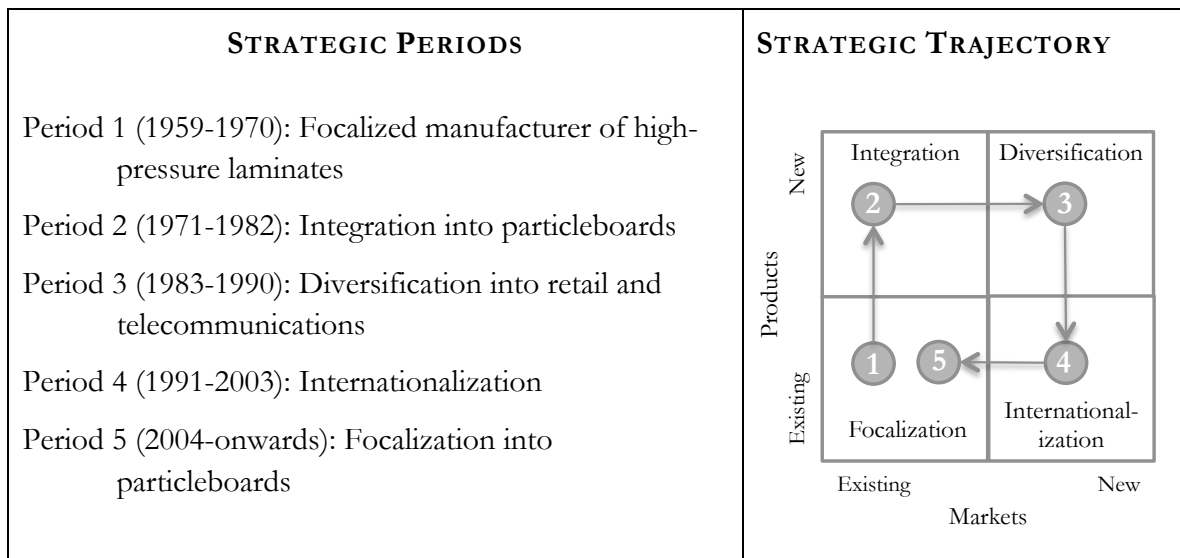 STRATEGIC PERIODS
Period 1 (1959-1970): Focalized manufacturer of high-
pressure laminates
Period 2 (1971-1982): Integration into particleboards
Period 3 (1983-1990): Diversification into retail and
telecommunications
Period 4 (1991-2003): Internationalization
Period 5 (2004-onwards): Focalization into
particleboards
STRATEGIC TRAJECTORY
Integration
Diversification
New
2
3
Products
1
5
4
Existing
Focalization
International-
ization
Existing
New
Markets